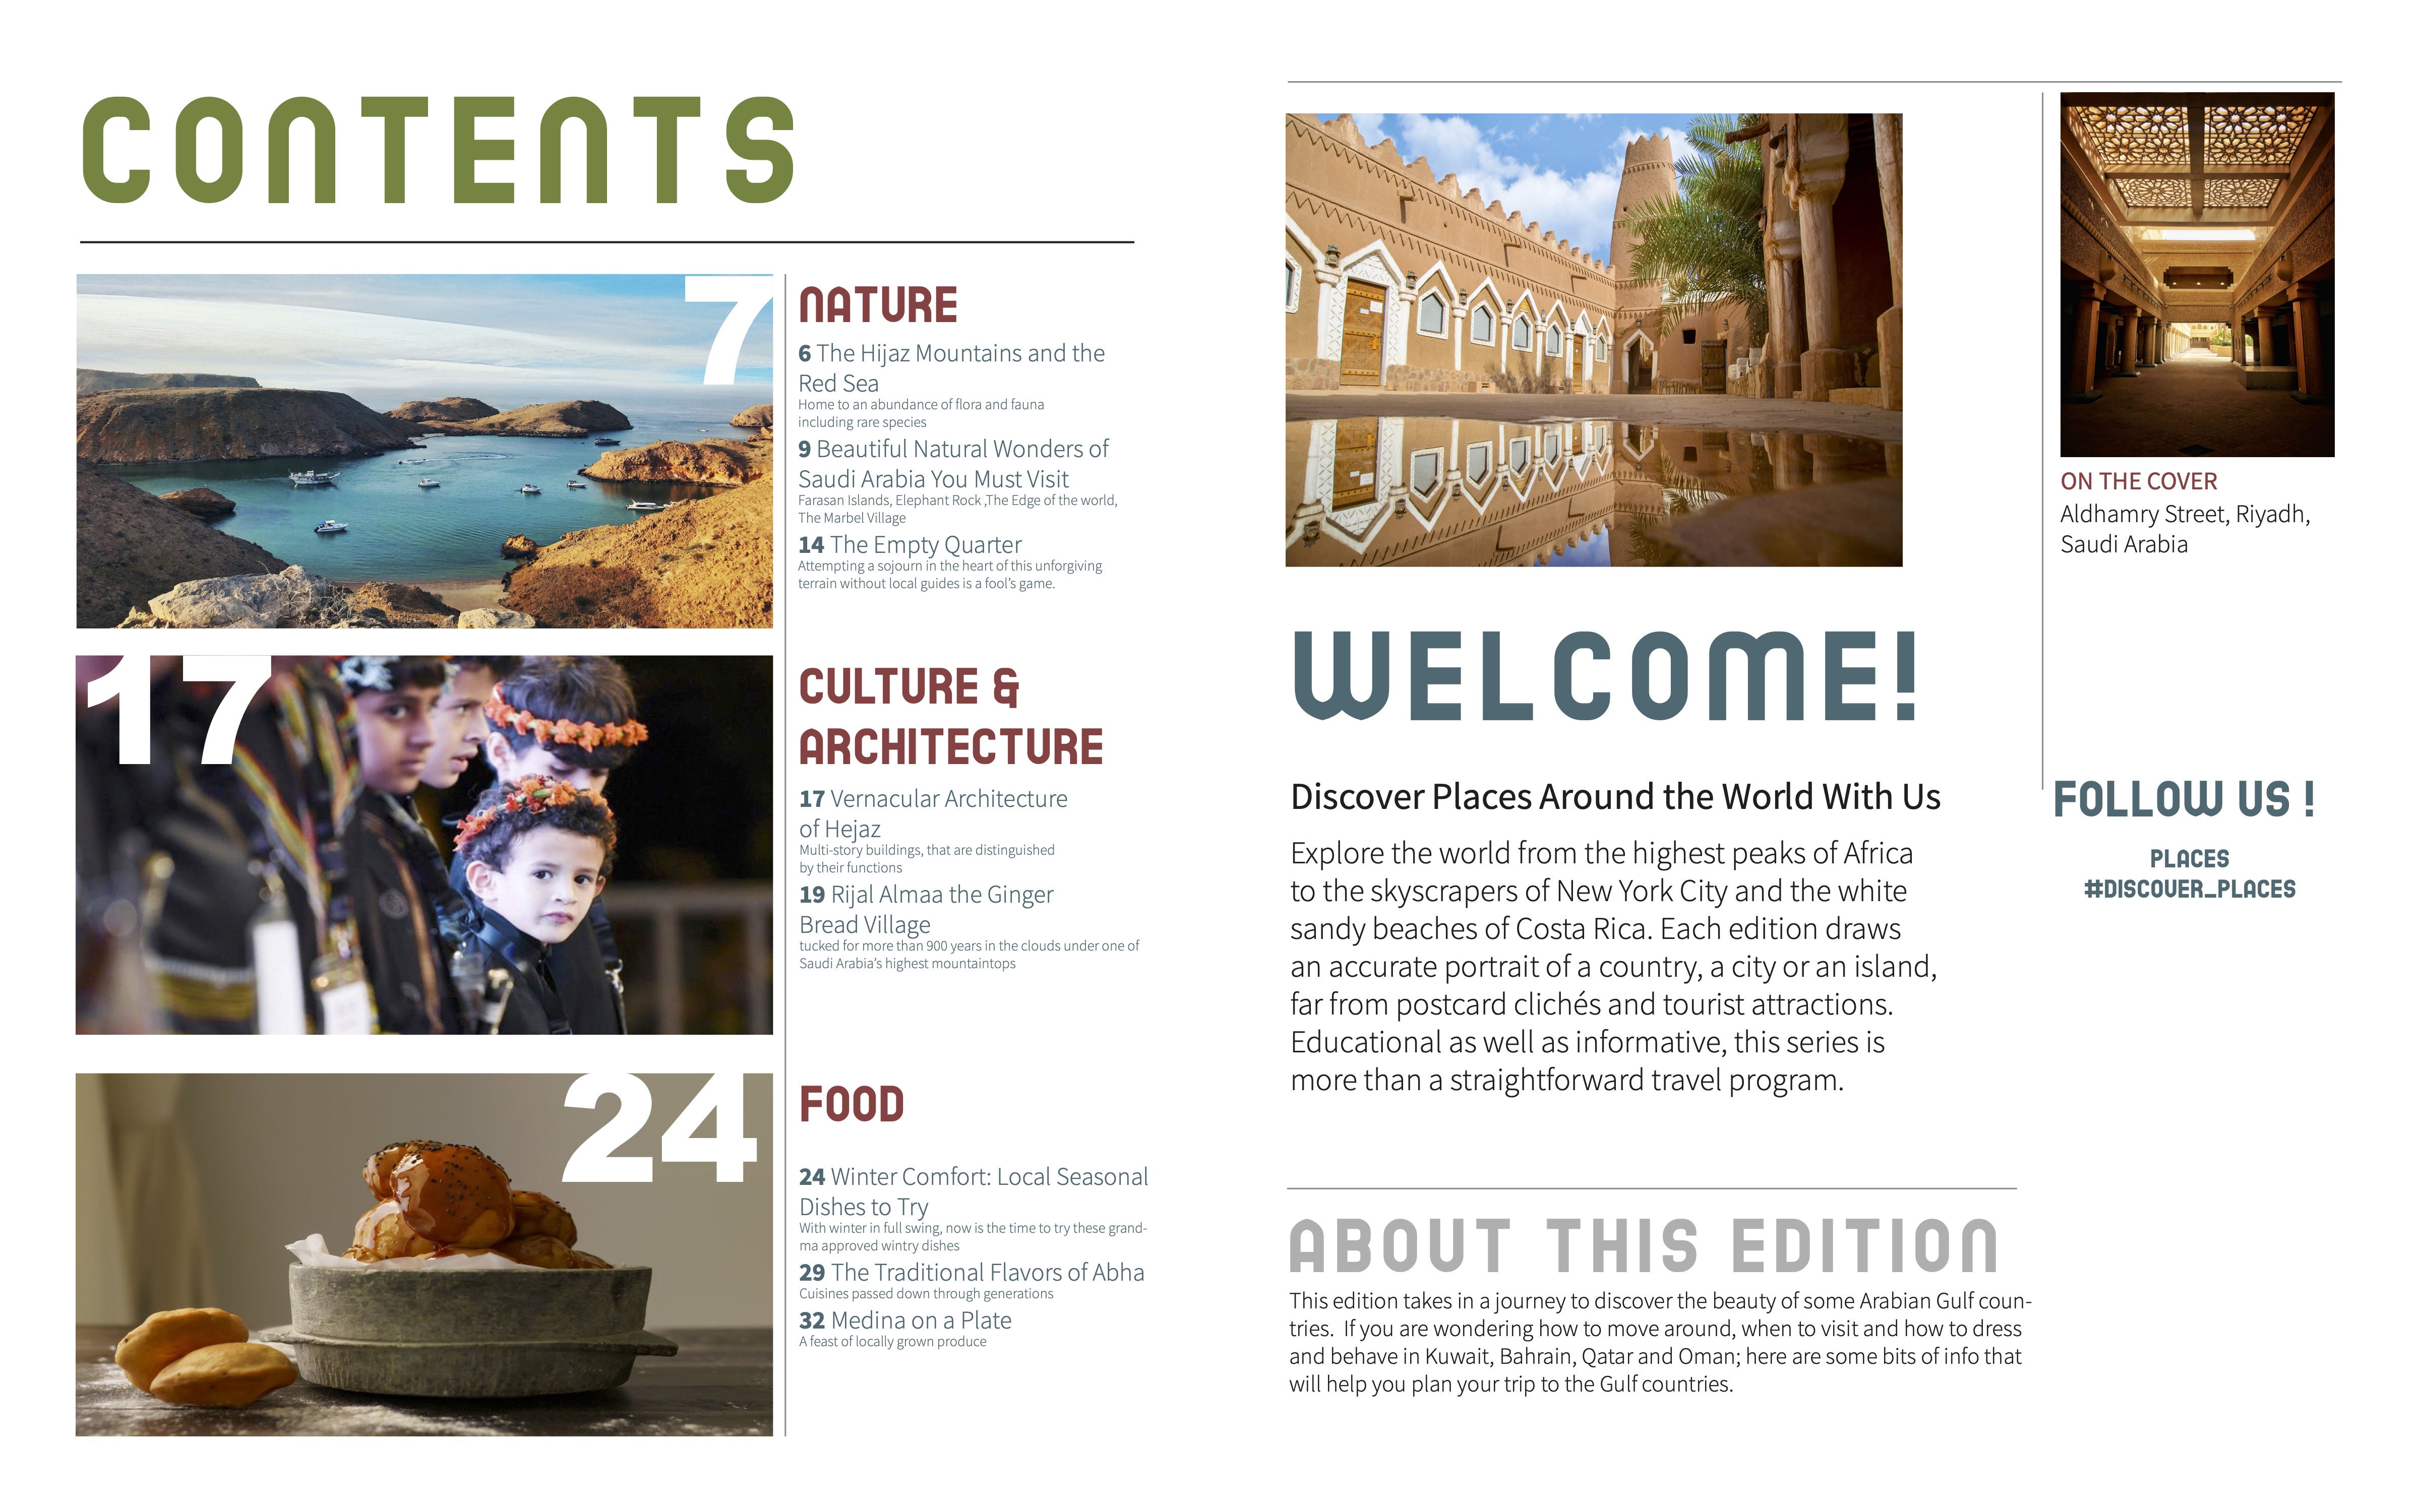 CONTENTS
7
NATURE
6 The Hijaz Mountains and the
Red Sea
Home to an abundance of flora and fauna
including rare species
9 Beautiful Natural Wonders of
Saudi Arabia You Must Visit
Farasan Islands, Elephant Rock ,The Edge of the world,
The Marbel Village
14 The Empty Quarter
Attempting a sojourn in the heart of this unforgiving
terrain without local guides is a fool's game.
17
CULTURE &
ARCHITECTURE
17 Vernacular Architecture
of Hejaz
Multi-story buildings, that are distinguished
by their functions
19 Rijal Almaa the Ginger
Bread Village
tucked for more than 900 years in the clouds under one of
Saudi Arabia's highest mountaintops
24
FOOD
24 Winter Comfort: Local Seasonal
Dishes to Try
With winter in full swing, now is the time to try these grand-
ma approved wintry dishes
29 The Traditional Flavors of Abha
Cuisines passed down through generations
32 Medina on a Plate
A feast of locally grown produce
WELCOME!
Discover Places Around the World With Us
Explore the world from the highest peaks of Africa
to the skyscrapers of New York City and the white
sandy beaches of Costa Rica. Each edition draws
an accurate portrait of a country, a city or an island,
far from postcard clichés and tourist attractions.
Educational as well as informative, this series is
more than a straightforward travel program.
ABOUT THIS EDITION
This edition takes in a journey to discover the beauty of some Arabian Gulf coun-
tries.  If you are wondering how to move around, when to visit and how to dress
and behave in Kuwait, Bahrain, Qatar and Oman; here are some bits of info that
will help you plan your trip to the Gulf countries.
ON THE COVER
Aldhamry Street, Riyadh,
Saudi Arabia
FOLLOW US !
PLACES
#DISCOVER_PLACES